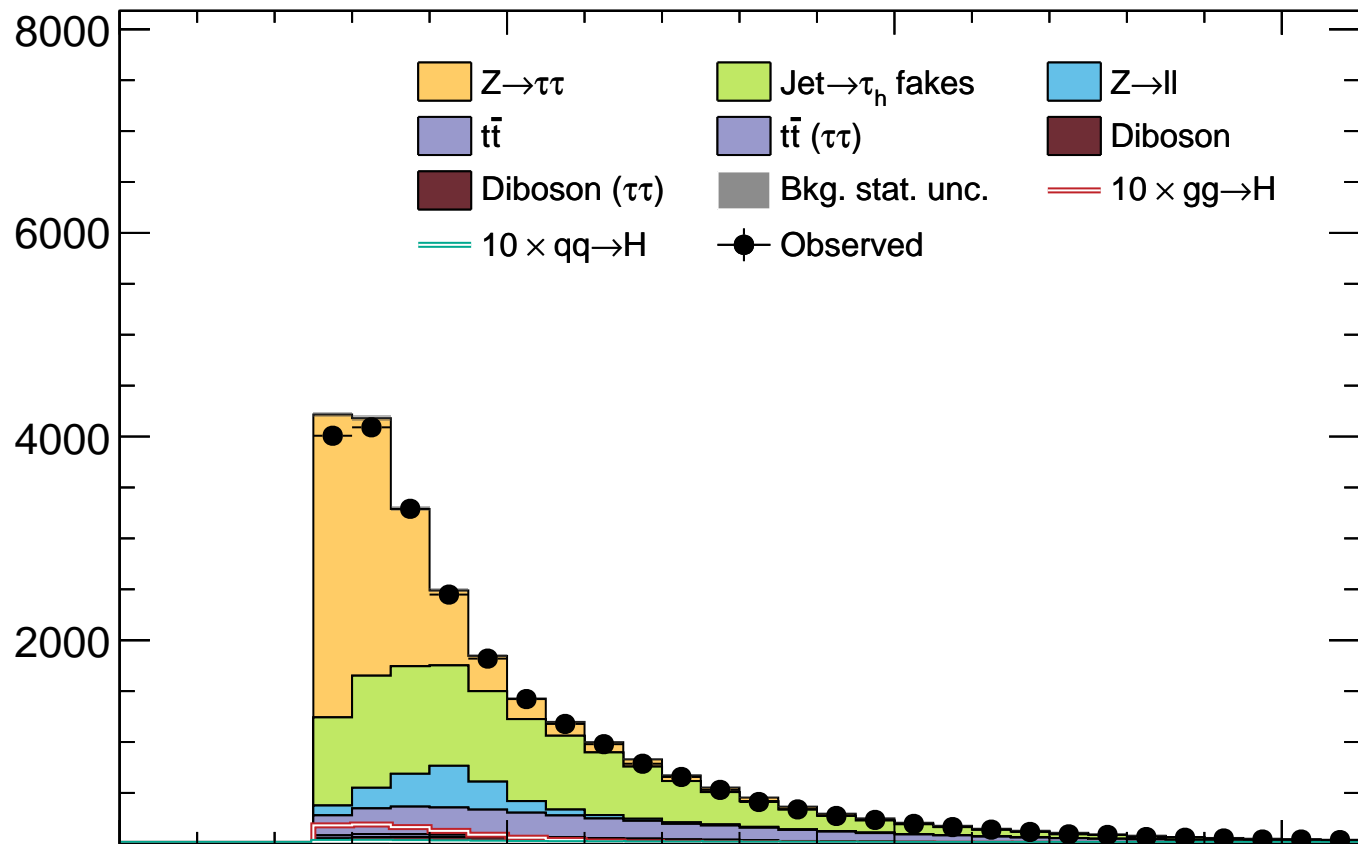 8000
Z→ττ Jet→τₕ fakes Z→ll
tt̄ tt̄ (ττ) Diboson
Diboson (ττ) Bkg. stat. unc. 10 × gg→H
6000
10 × qq→H Observed
4000
2000